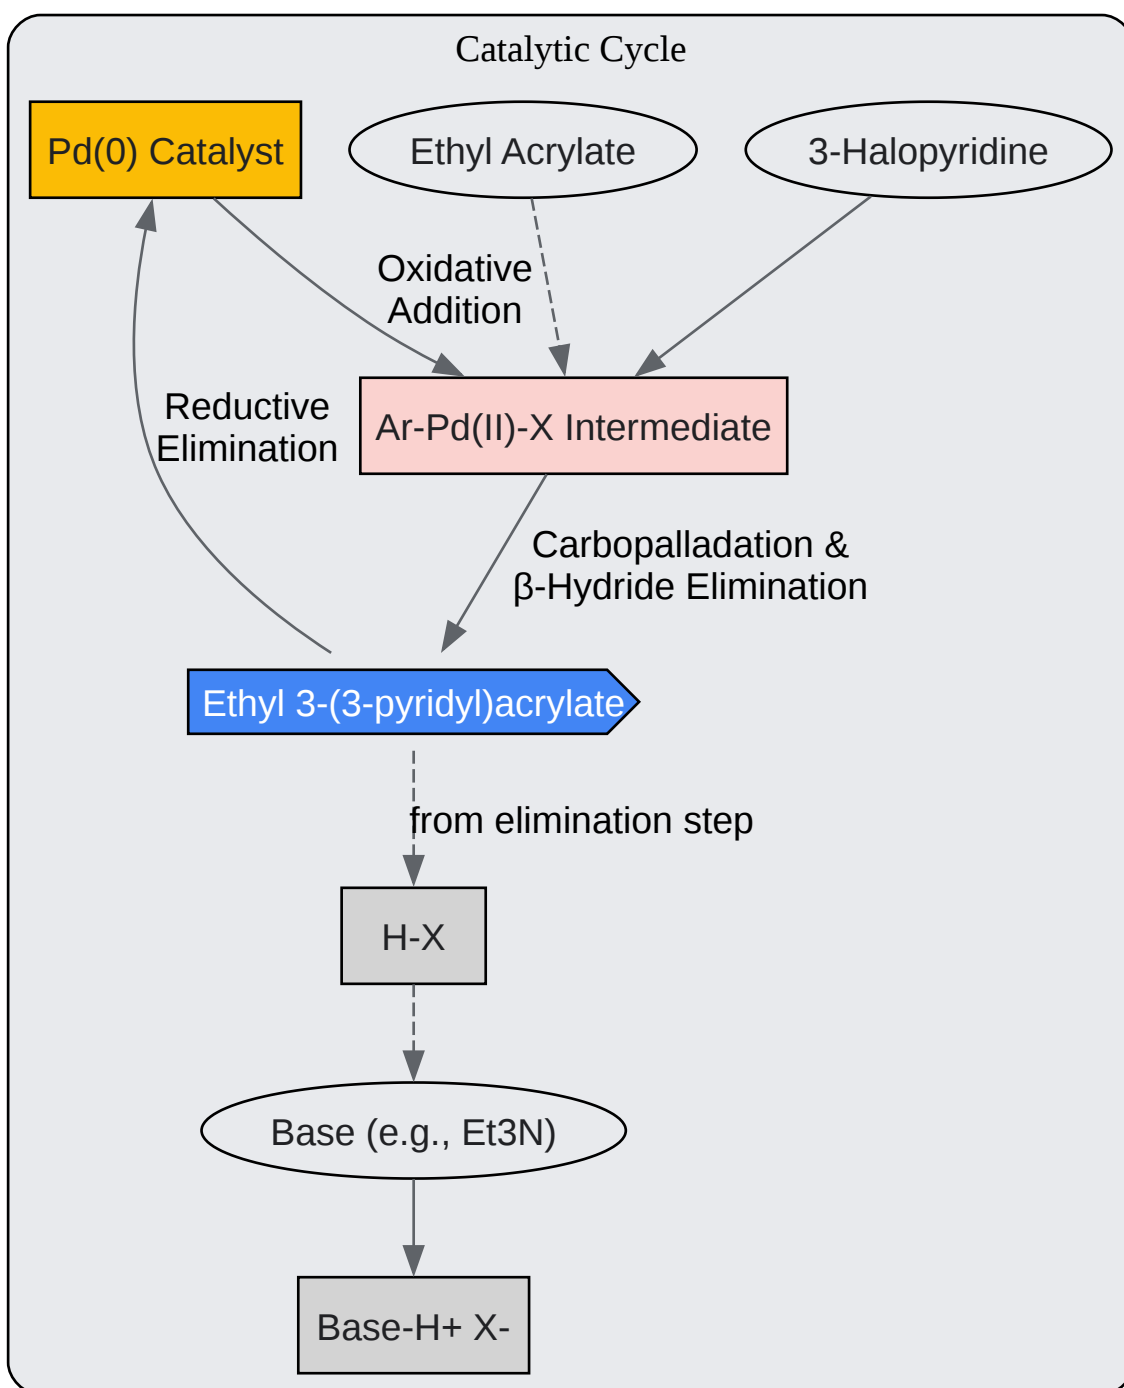 Catalytic Cycle
Pd(0) Catalyst
Ethyl Acrylate
3-Halopyridine
Oxidative
Addition
Reductive
Elimination
Ar-Pd(II)-X Intermediate
Carbopalladation &
β-Hydride Elimination
Ethyl 3-(3-pyridyl)acrylate
from elimination step
H-X
Base (e.g., Et3N)
Base-H+ X-